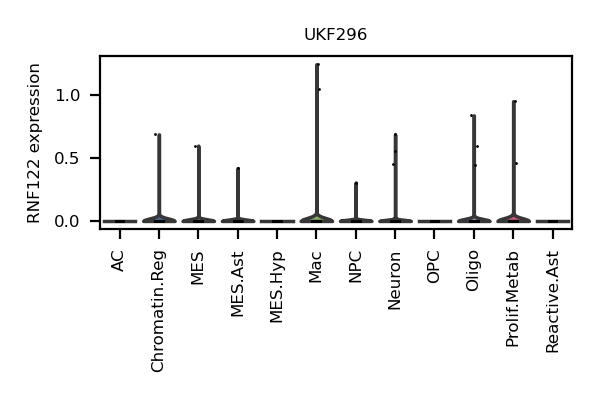 UKF296
RNF122 expression
1.0
0.5
0.0
AC
Chromatin.Reg
MES
MES.Ast
MES.Hyp
Mac
NPC
Neuron
OPC
Oligo
Prolif.Metab
Reactive.Ast